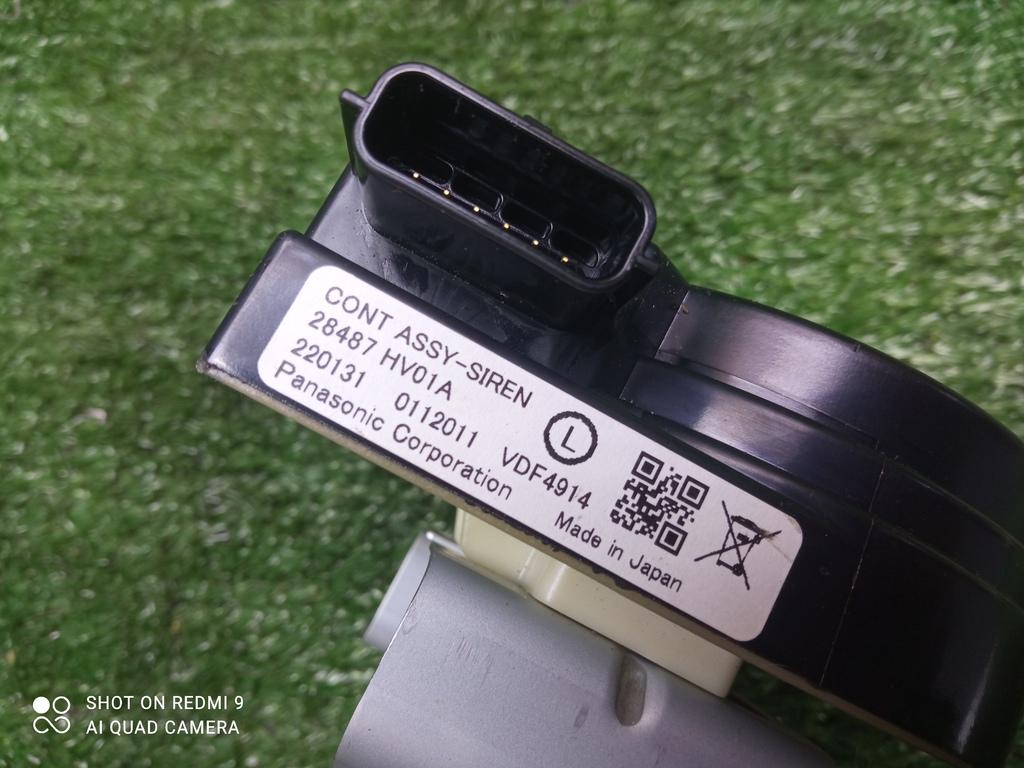 CONT ASSY-SIREN
28487 HV01A
220131 0112011 VDF4914
Panasonic Corporation
L
Made in Japan
SHOT ON REDMI 9
AI QUAD CAMERA